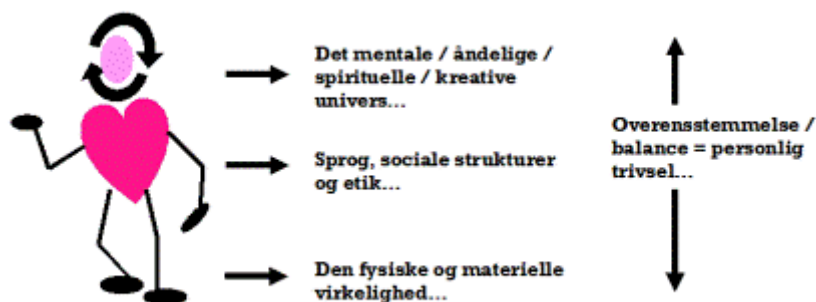 Det mentale / åndelige /
spirituelle / kreative
univers...
Overensstemmelse /
balance = personlig
trivsel...
Sprog, sociale strukturer
og etik...
Den fysiske og materielle
virkelighed...